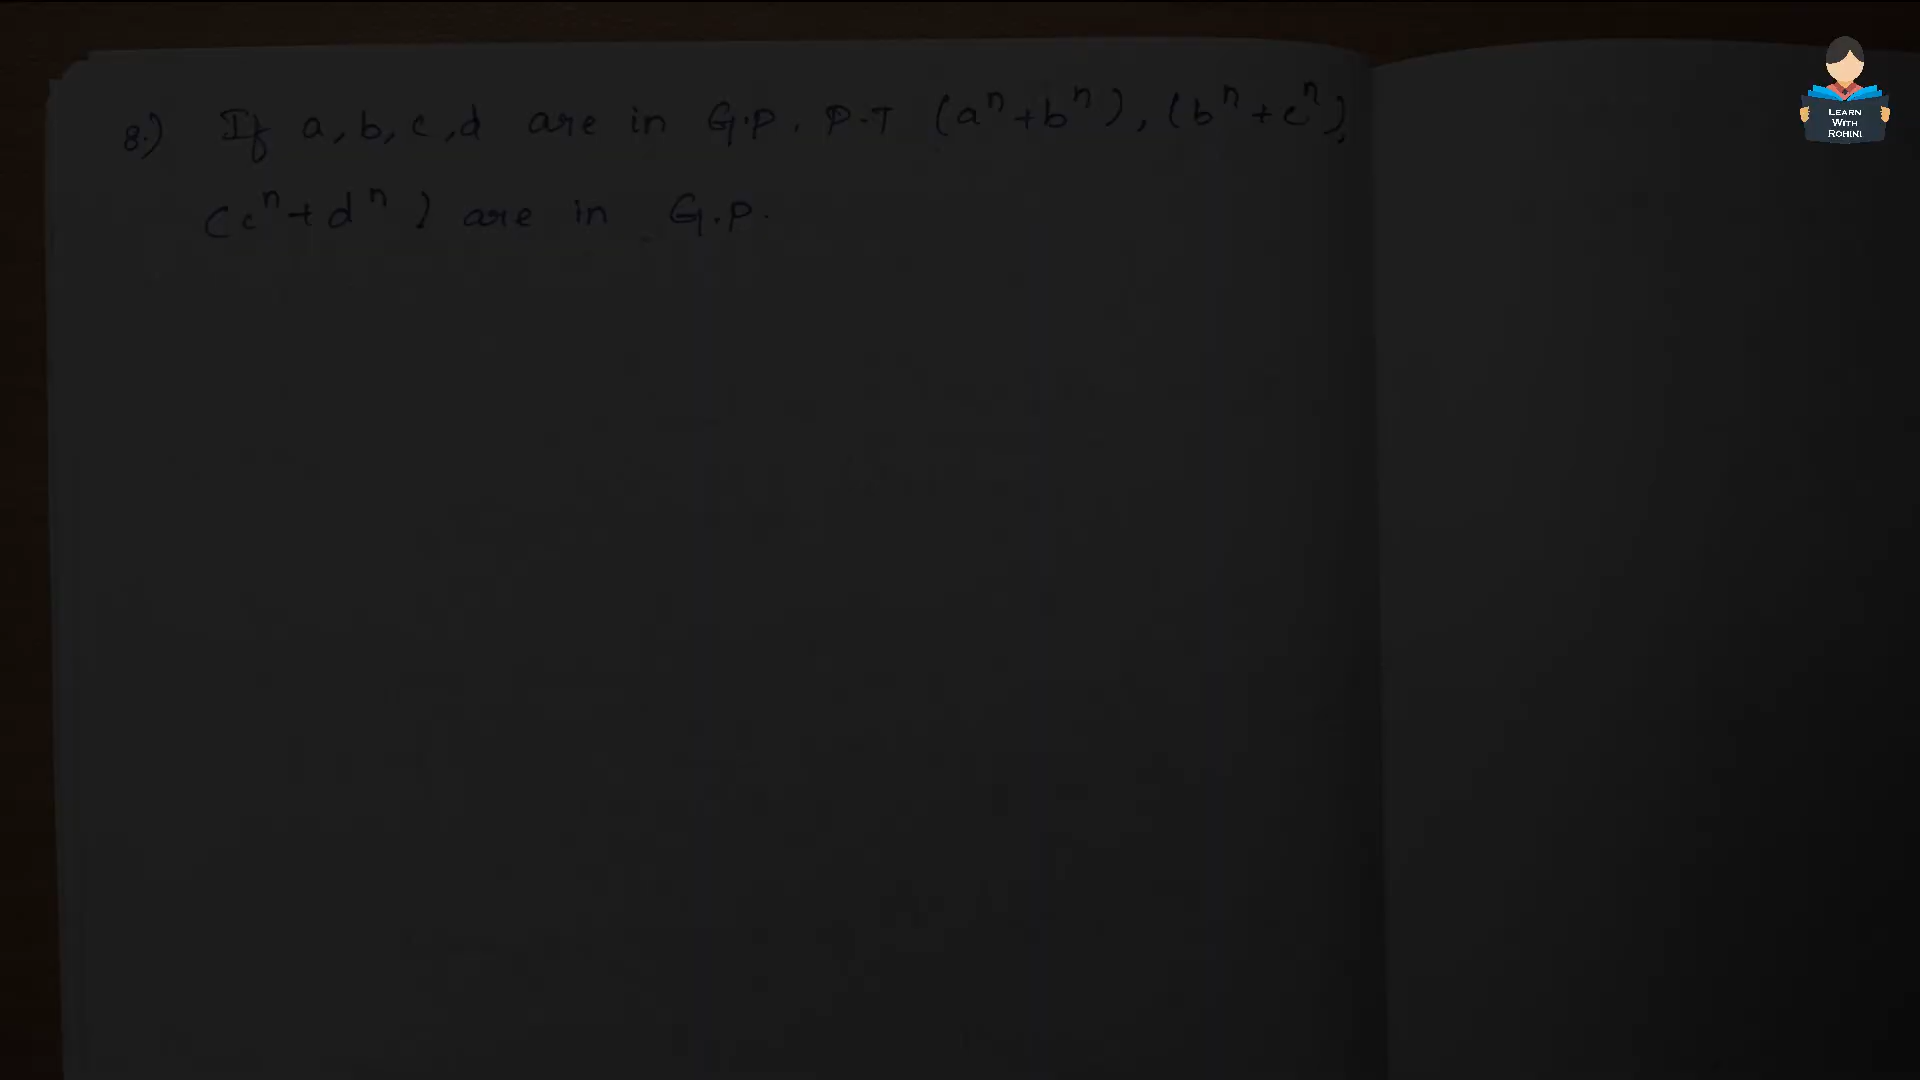 8.) If a, b, c, d are in G.P. P.T (aⁿ+bⁿ), (bⁿ+cⁿ),
(cⁿ+dⁿ) are in G.P.
LEARN
WITH
ROHINI